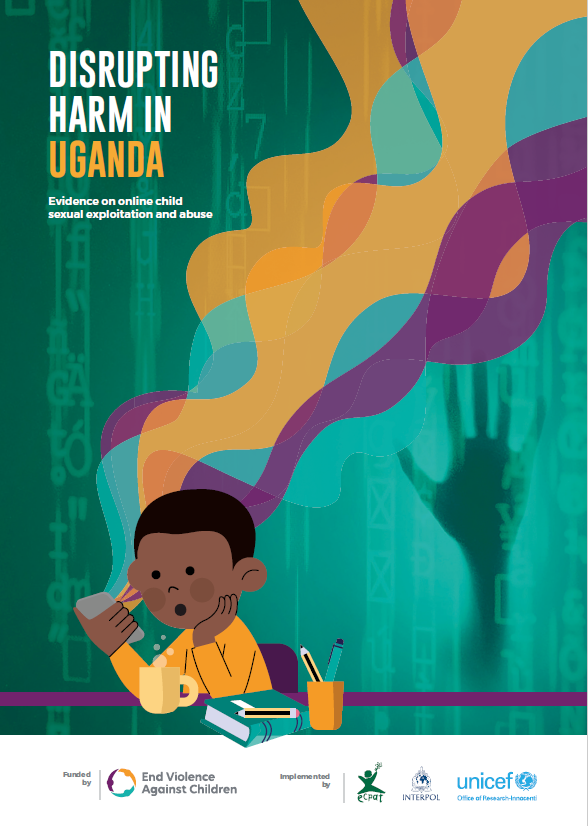 DISRUPTING
HARM IN
UGANDA
Evidence on online child
sexual exploitation and abuse
Funded
by
End Violence
Against Children
Implemented
by
ecpat
INTERPOL
unicef
Office of Research-Innocenti